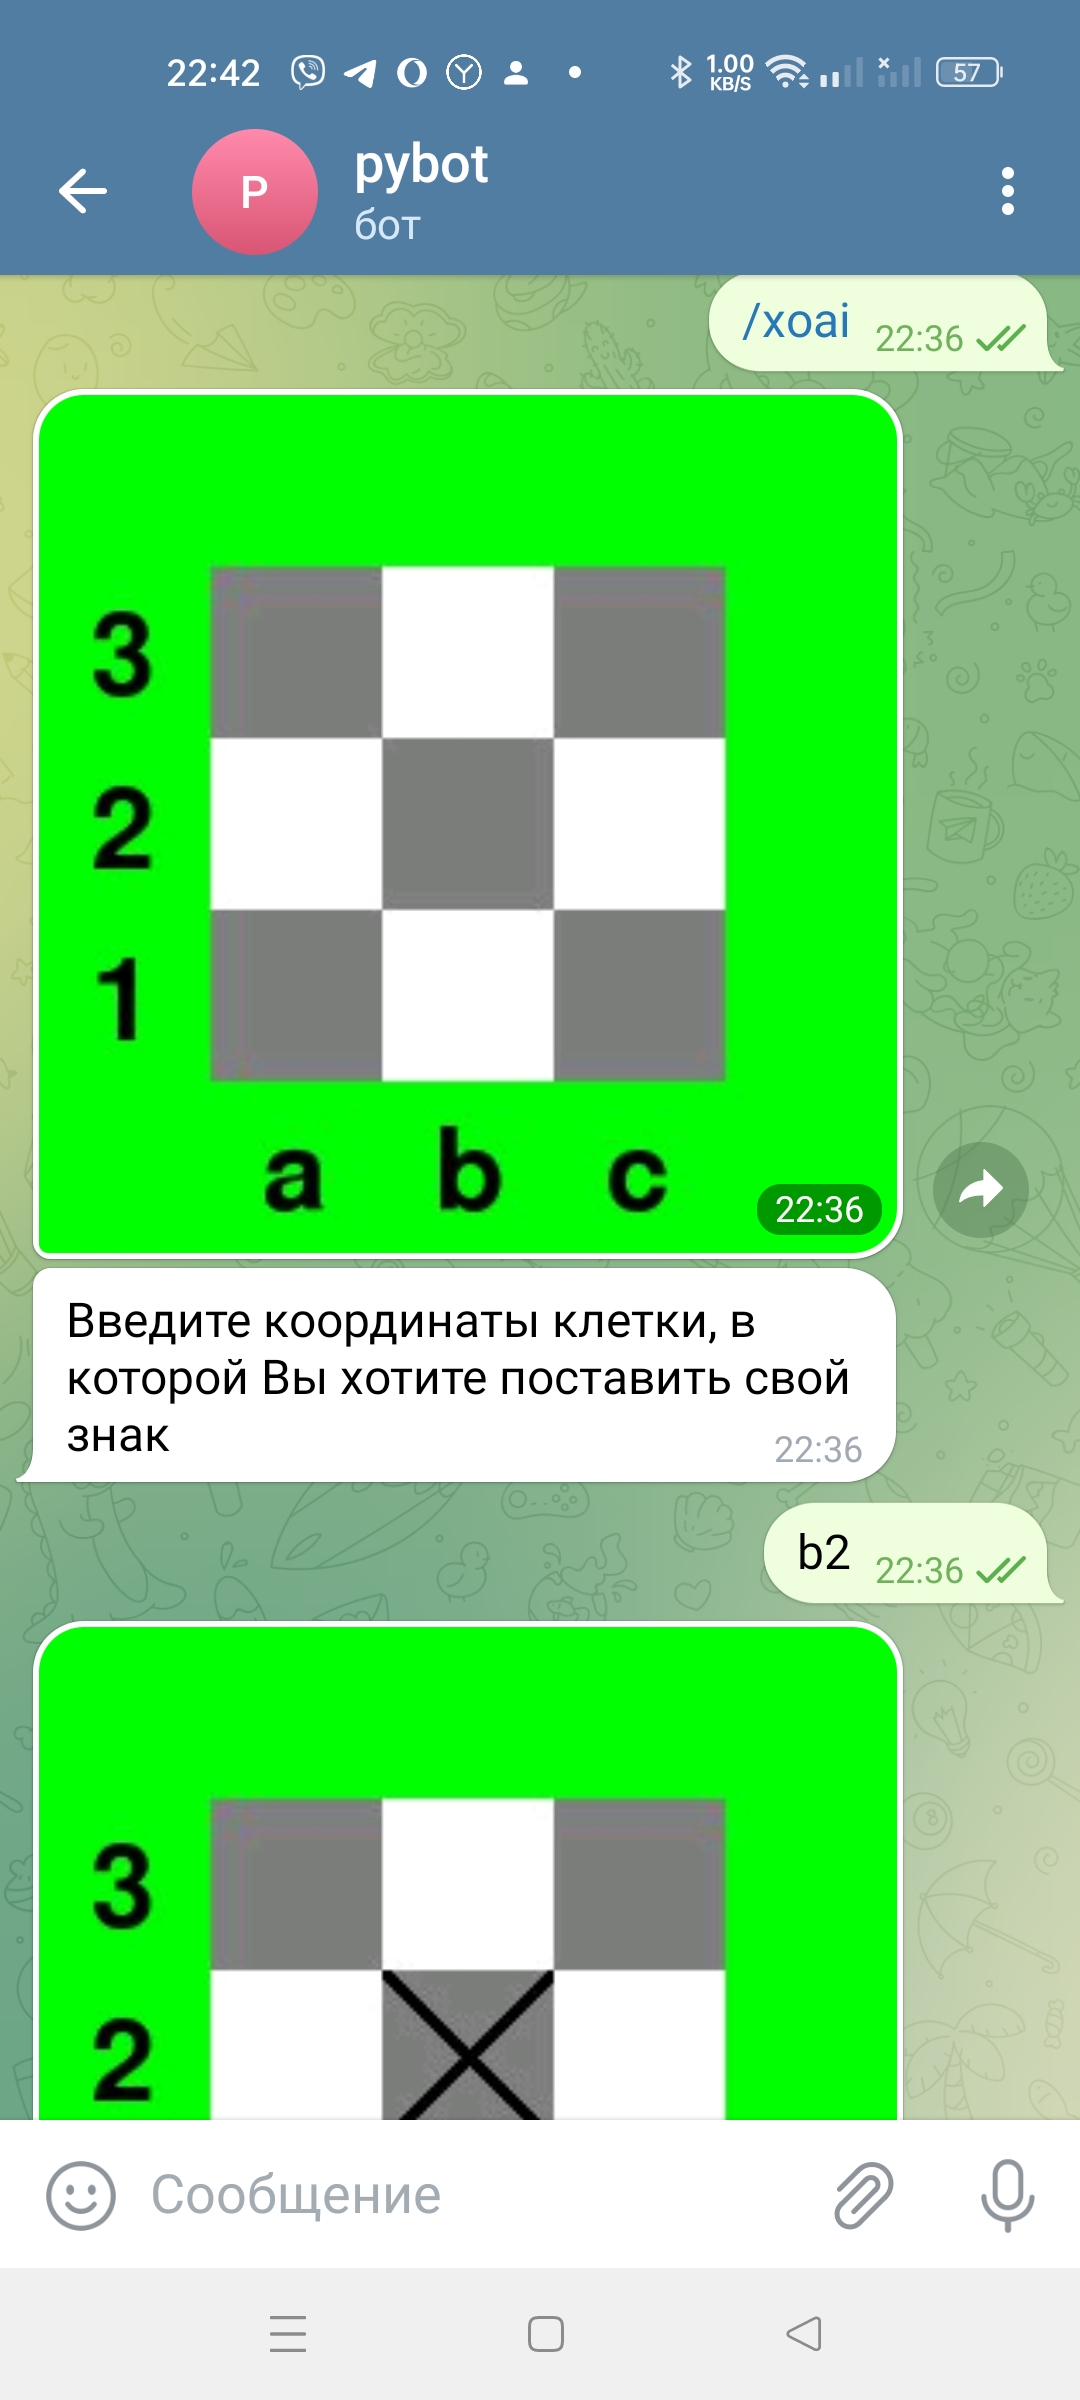 22:42
1.00
KB/S
57
P
pybot
бот
/xoai 22:36
3
2
1
a b c
22:36
Введите координаты клетки, в
которой Вы хотите поставить свой
знак
22:36
b2 22:36
3
2
Сообщение